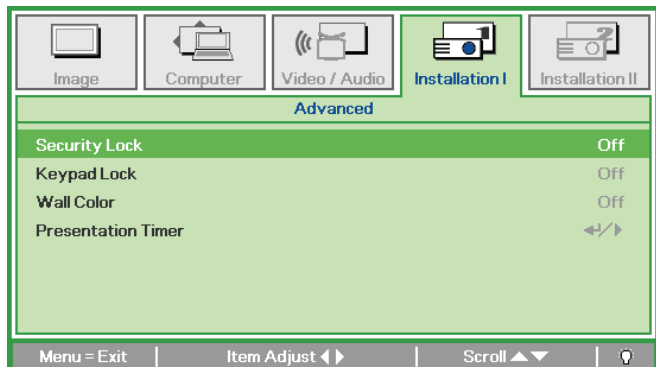 Image Computer Video / Audio Installation I Installation II
Advanced
Security Lock Off
Keypad Lock Off
Wall Color Off
Presentation Timer
Menu = Exit Item Adjust Scroll